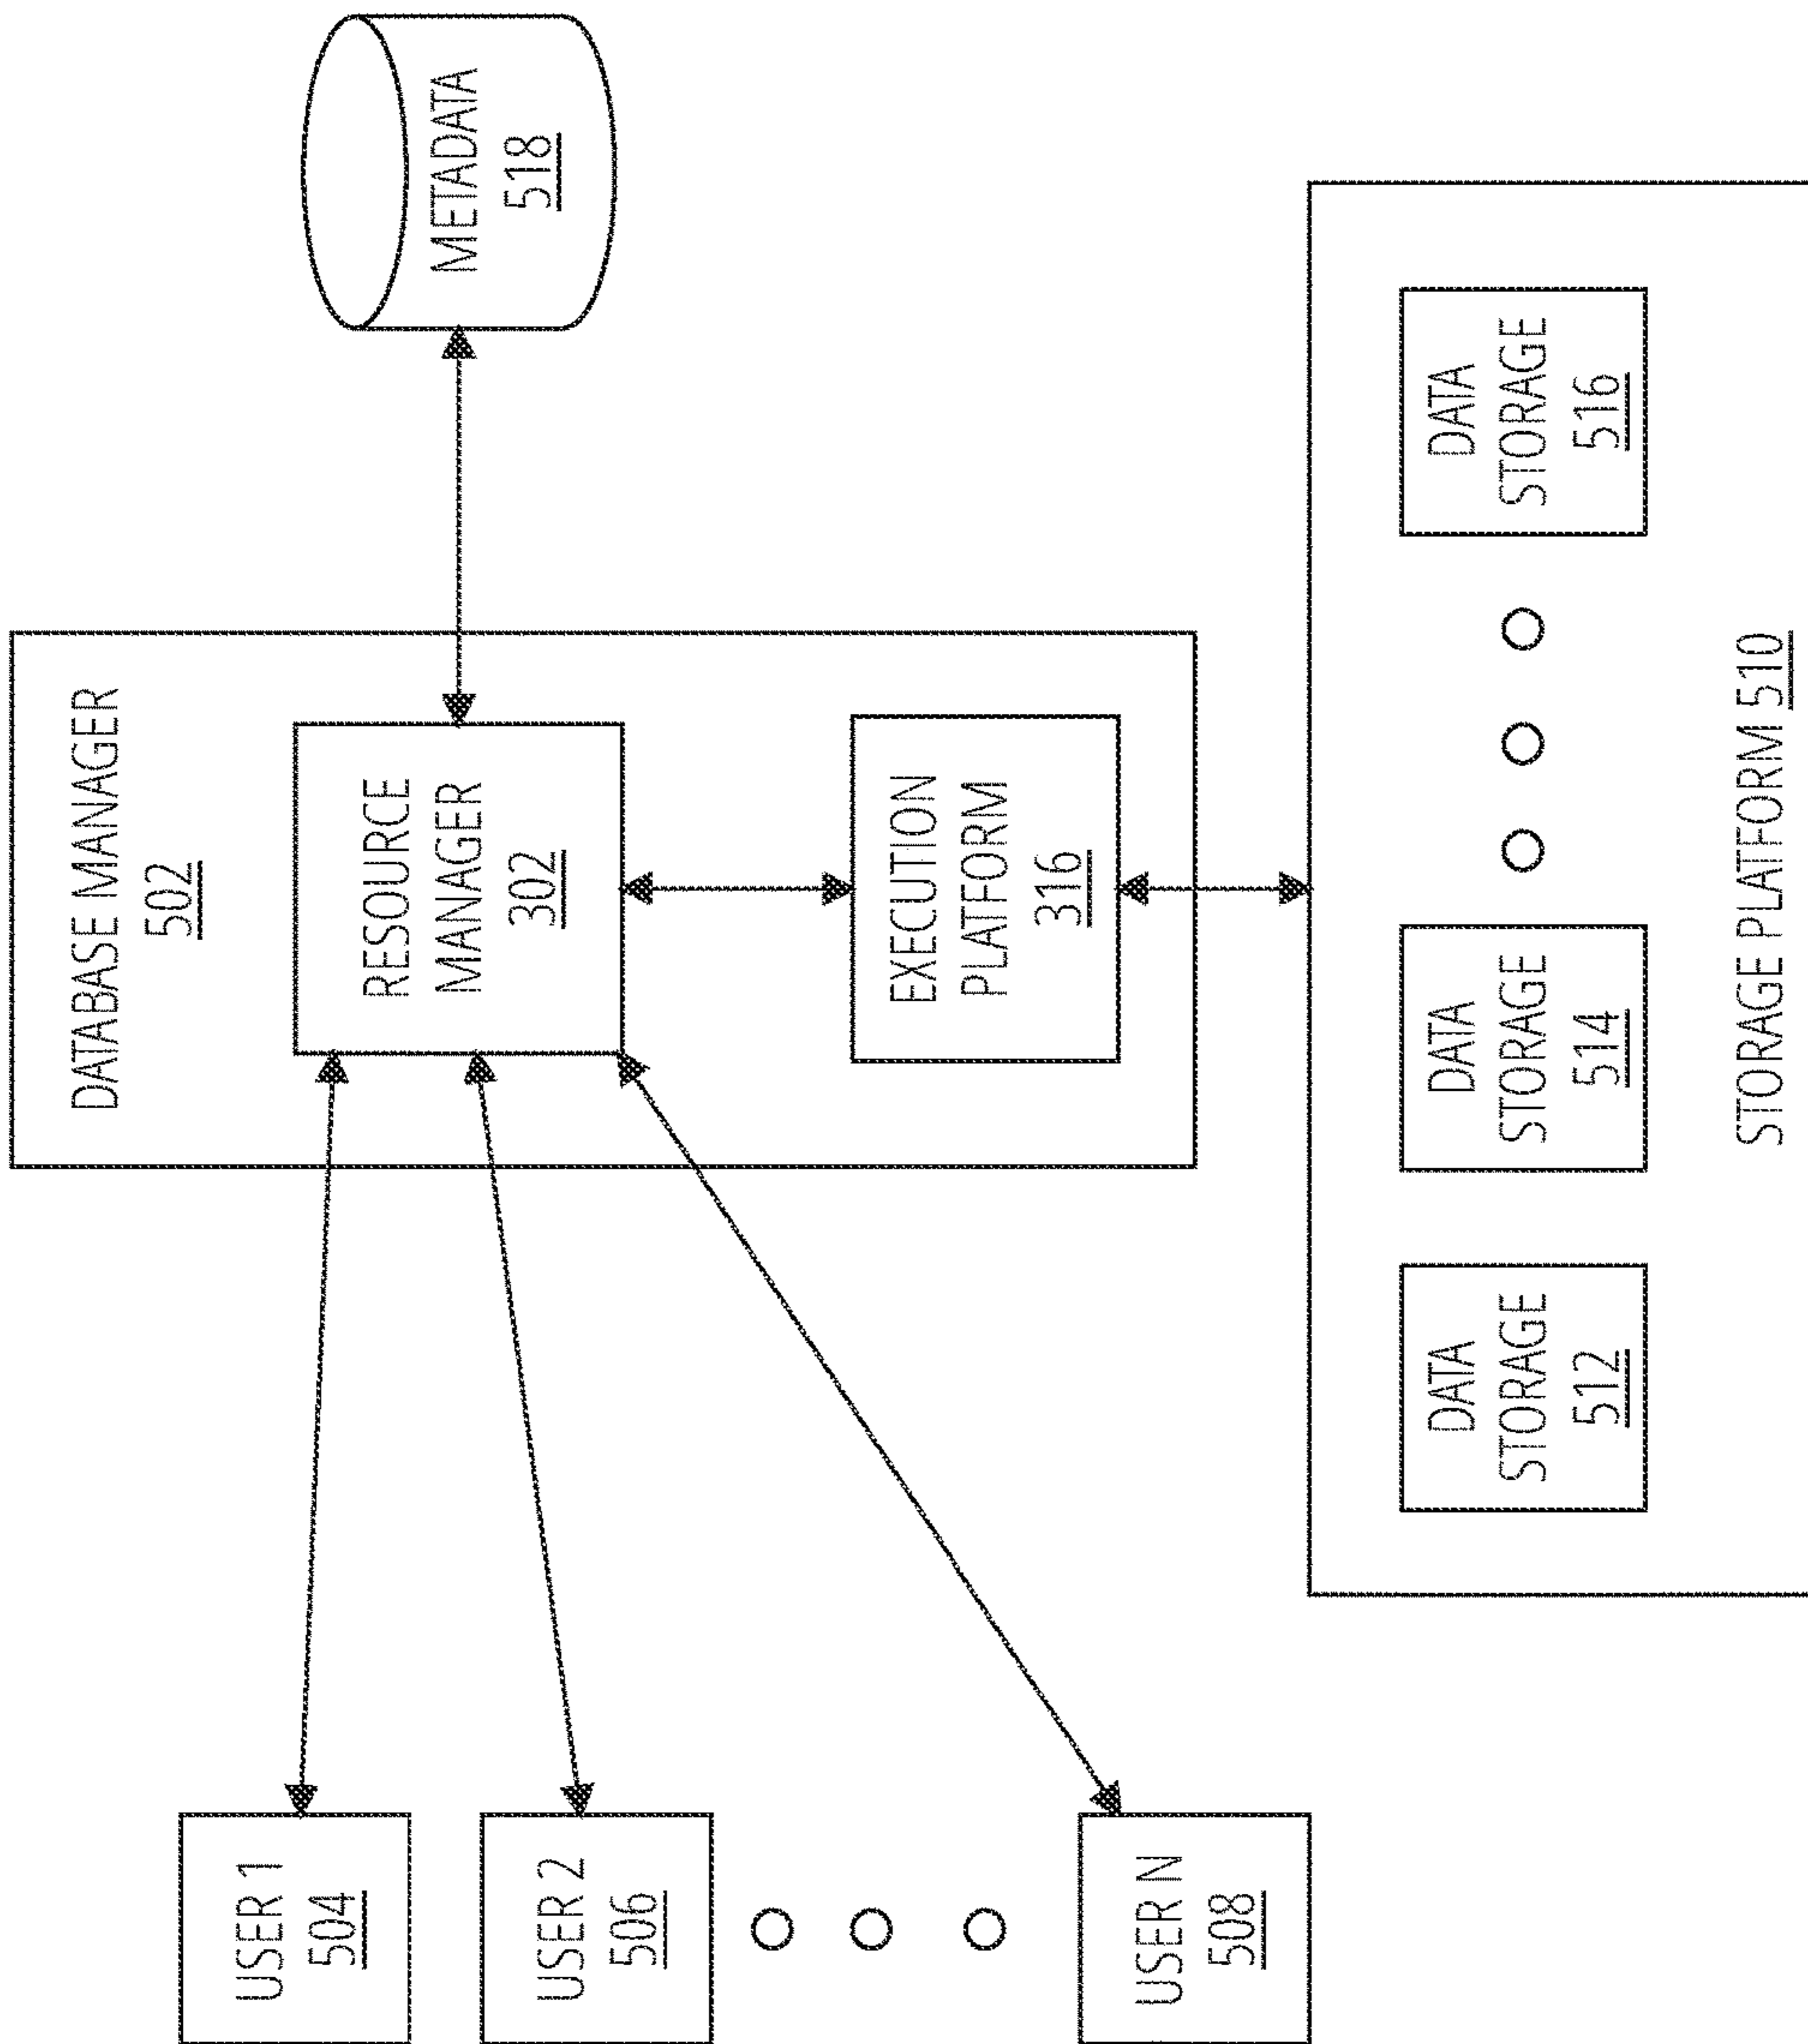 DATABASE MANAGER
502
USER 1
504
USER 2
506
USER N
508
RESOURCE
MANAGER
302
METADATA
518
EXECUTION
PLATFORM
316
DATA
STORAGE
512
DATA
STORAGE
514
DATA
STORAGE
516
STORAGE PLATFORM 510